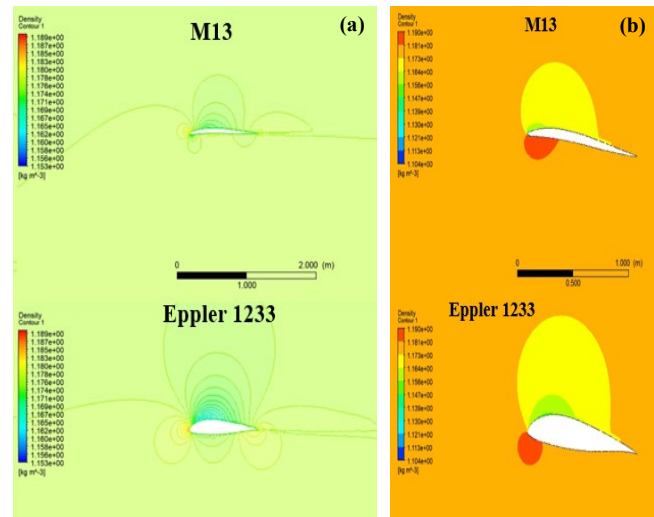 M13
(a)
Density
Contour 1
1.189e+00
1.187e+00
1.185e+00
1.183e+00
1.180e+00
1.178e+00
1.176e+00
1.174e+00
1.171e+00
1.169e+00
1.167e+00
1.165e+00
1.162e+00
1.160e+00
1.158e+00
1.156e+00
1.153e+00
[kg m^-3]
0
2.000 (m)
1.000
Eppler 1233
Density
Contour 1
1.189e+00
1.187e+00
1.185e+00
1.183e+00
1.180e+00
1.178e+00
1.176e+00
1.174e+00
1.171e+00
1.169e+00
1.167e+00
1.165e+00
1.162e+00
1.160e+00
1.158e+00
1.156e+00
1.153e+00
[kg m^-3]
M13
(b)
Density
Contour 1
1.190e+00
1.181e+00
1.173e+00
1.164e+00
1.156e+00
1.147e+00
1.139e+00
1.130e+00
1.121e+00
1.113e+00
1.104e+00
[kg m^-3]
0
1.000 (m)
0.500
Eppler 1233
Density
Contour 1
1.190e+00
1.181e+00
1.173e+00
1.164e+00
1.156e+00
1.147e+00
1.139e+00
1.130e+00
1.121e+00
1.113e+00
1.104e+00
[kg m^-3]